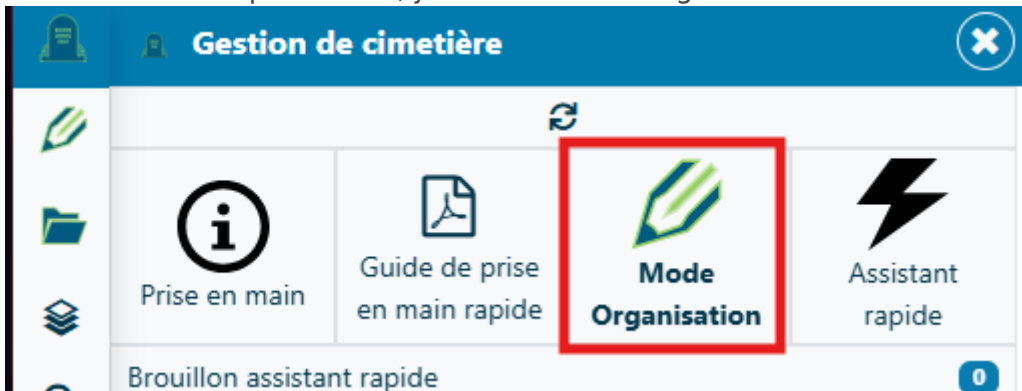 Gestion de cimetière
Prise en main
Guide de prise
en main rapide
Mode
Organisation
Assistant
rapide
Brouillon assistant rapide 0